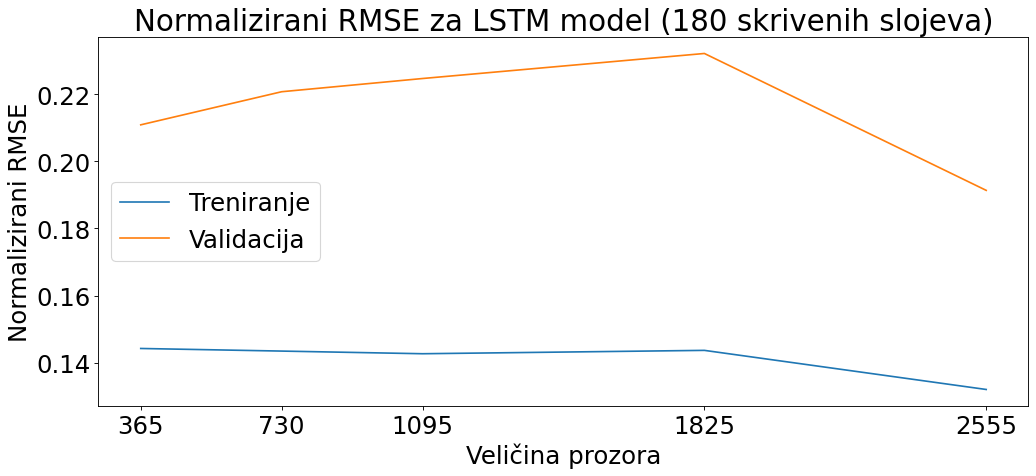 Normalizirani RMSE za LSTM model (180 skrivenih slojeva)
Normalizirani RMSE
0.22
0.20
0.18
0.16
0.14
Treniranje
Validacija
365 730 1095 1825 2555
Veličina prozora